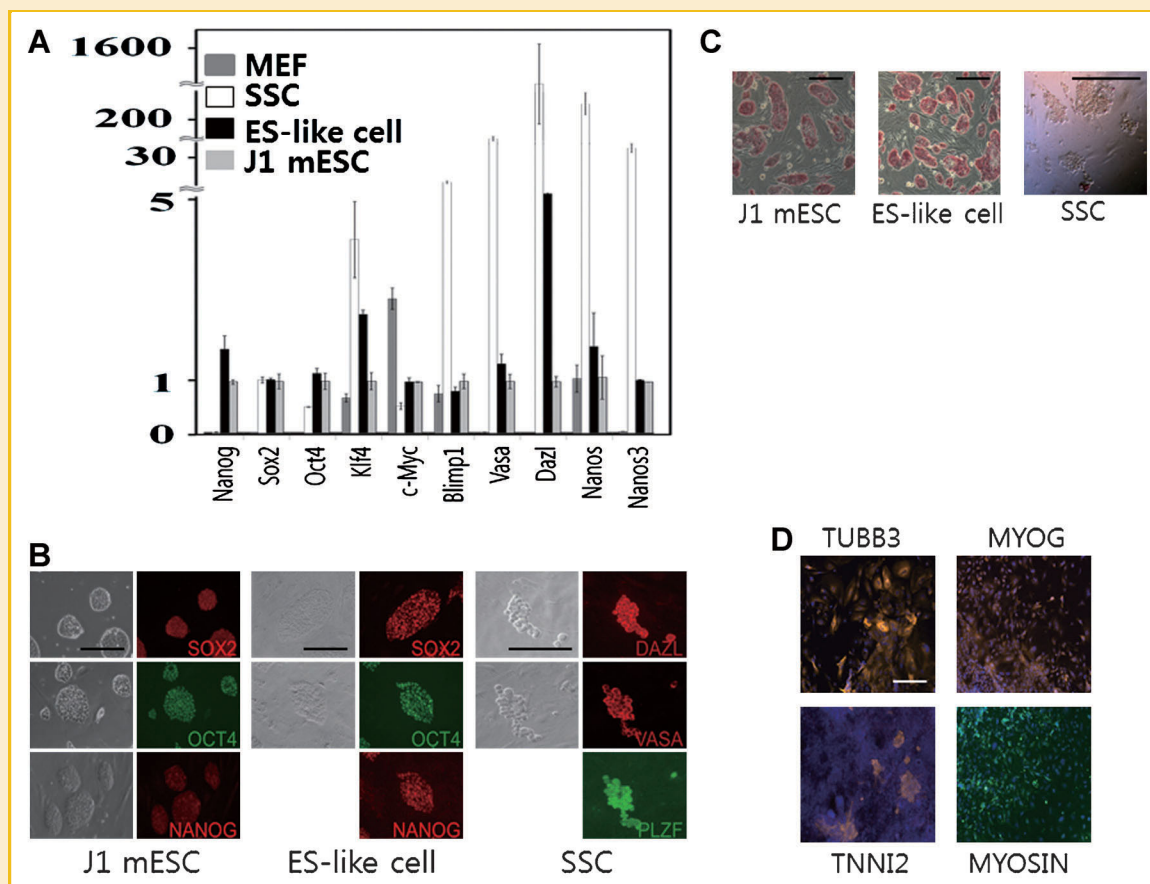 A
1600
200
30
5
1
0
MEF
SSC
ES-like cell
J1 mESC
Nanog
Sox2
Oct4
Klf4
c-Myc
Blimp1
Vasa
Dazl
Nanos
Nanos3
C
J1 mESC
ES-like cell
SSC
B
SOX2
SOX2
DAZL
OCT4
OCT4
VASA
NANOG
NANOG
PLZF
J1 mESC
ES-like cell
SSC
D
TUBB3
MYOG
TNNI2
MYOSIN